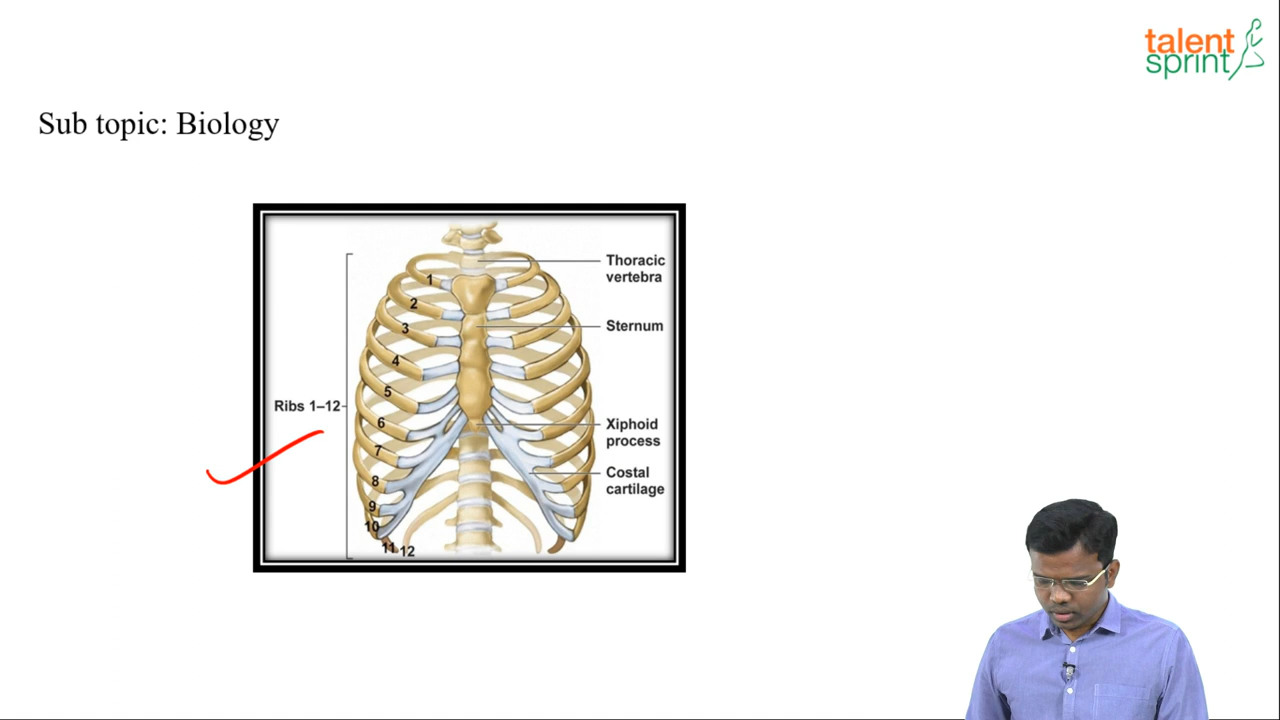 talent
sprint
Sub topic: Biology
Thoracic
vertebra
1
2
Sternum
3
4
5
Ribs 1–12
6
Xiphoid
process
7
Costal
cartilage
8
9
10
11 12